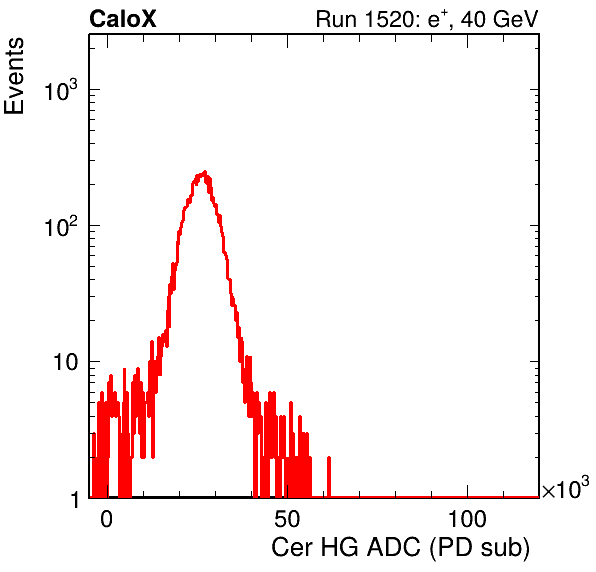 CaloX Run 1520: e⁺, 40 GeV
Events
10³
10²
10
1
0 50 100 ×10³
Cer HG ADC (PD sub)